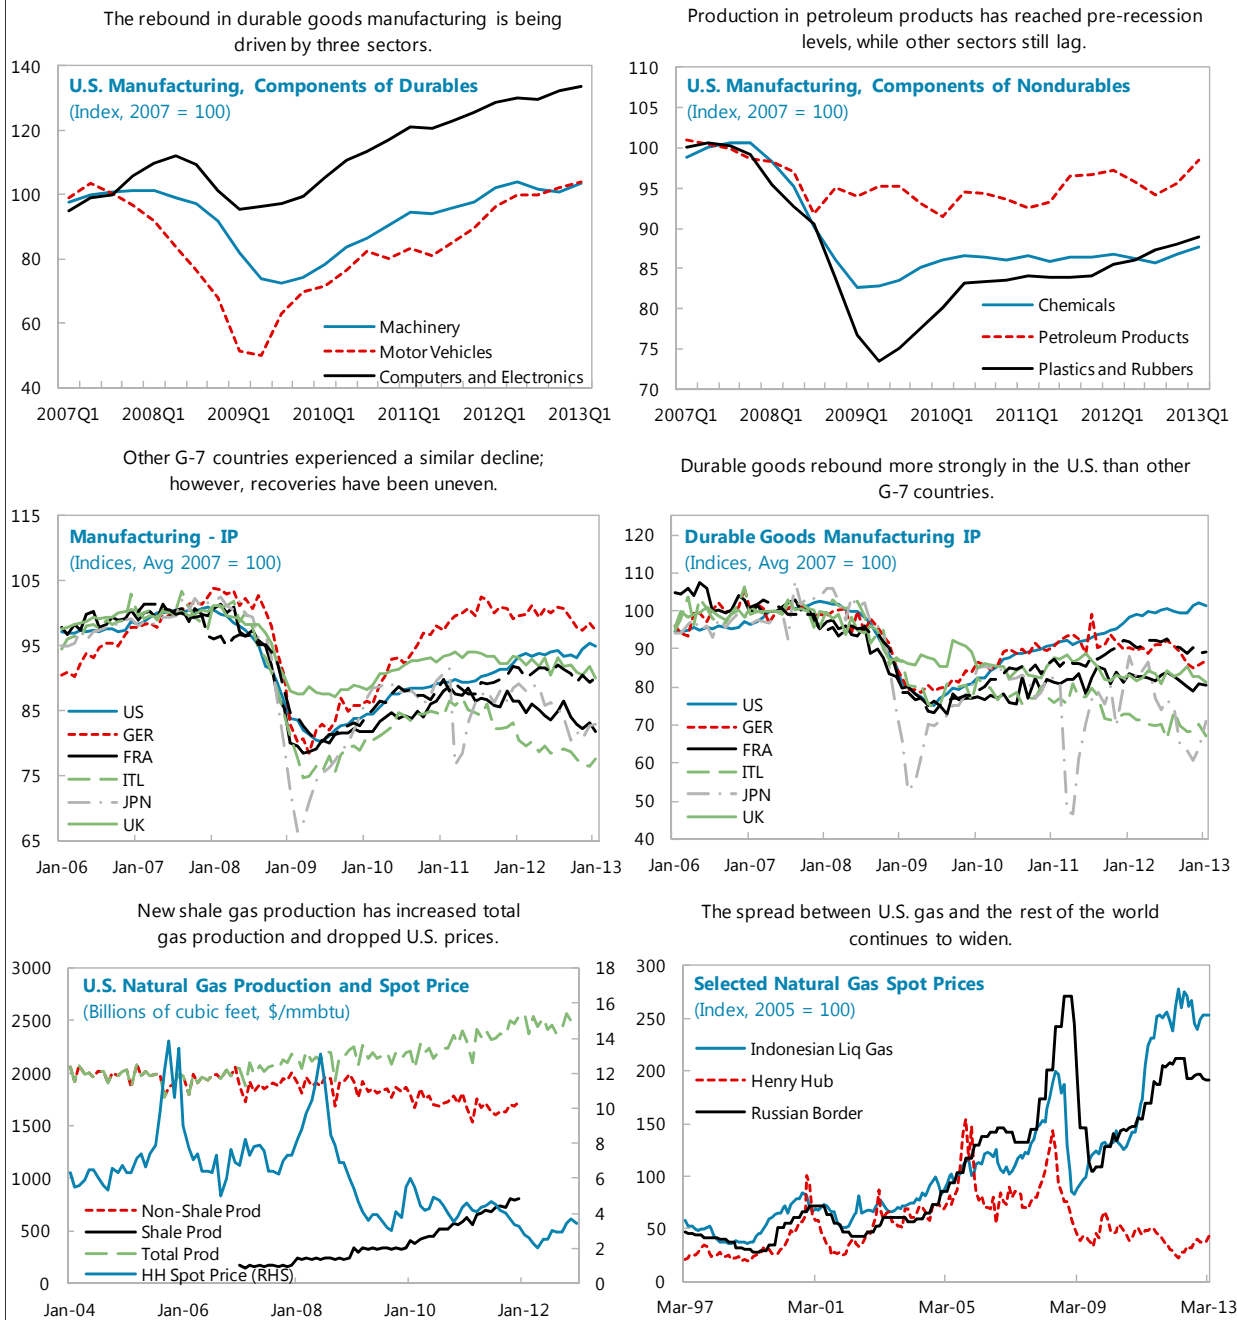 The rebound in durable goods manufacturing is being
driven by three sectors.
140
120
100
80
60
40
U.S. Manufacturing, Components of Durables
(Index, 2007 = 100)
Machinery
Motor Vehicles
Computers and Electronics
2007Q1 2008Q1 2009Q1 2010Q1 2011Q1 2012Q1 2013Q1
Production in petroleum products has reached pre-recession
levels, while other sectors still lag.
110
105
100
95
90
85
80
75
70
U.S. Manufacturing, Components of Nondurables
(Index, 2007 = 100)
Chemicals
Petroleum Products
Plastics and Rubbers
2007Q1 2008Q1 2009Q1 2010Q1 2011Q1 2012Q1 2013Q1
Other G-7 countries experienced a similar decline;
however, recoveries have been uneven.
115
105
95
85
75
65
Manufacturing - IP
(Indices, Avg 2007 = 100)
US
GER
FRA
ITL
JPN
UK
Jan-06 Jan-07 Jan-08 Jan-09 Jan-10 Jan-11 Jan-12 Jan-13
Durable goods rebound more strongly in the U.S. than other
G-7 countries.
120
110
100
90
80
70
60
50
40
Durable Goods Manufacturing IP
(Indices, Avg 2007 = 100)
US
GER
FRA
ITL
JPN
UK
Jan-06 Jan-07 Jan-08 Jan-09 Jan-10 Jan-11 Jan-12 Jan-13
New shale gas production has increased total
gas production and dropped U.S. prices.
3000
2500
2000
1500
1000
500
0
U.S. Natural Gas Production and Spot Price
(Billions of cubic feet, $/mmbtu)
Non-Shale Prod
Shale Prod
Total Prod
HH Spot Price (RHS)
18
16
14
12
10
8
6
4
2
0
Jan-04 Jan-06 Jan-08 Jan-10 Jan-12
The spread between U.S. gas and the rest of the world
continues to widen.
300
250
200
150
100
50
0
Selected Natural Gas Spot Prices
(Index, 2005 = 100)
Indonesian Liq Gas
Henry Hub
Russian Border
Mar-97 Mar-01 Mar-05 Mar-09 Mar-13